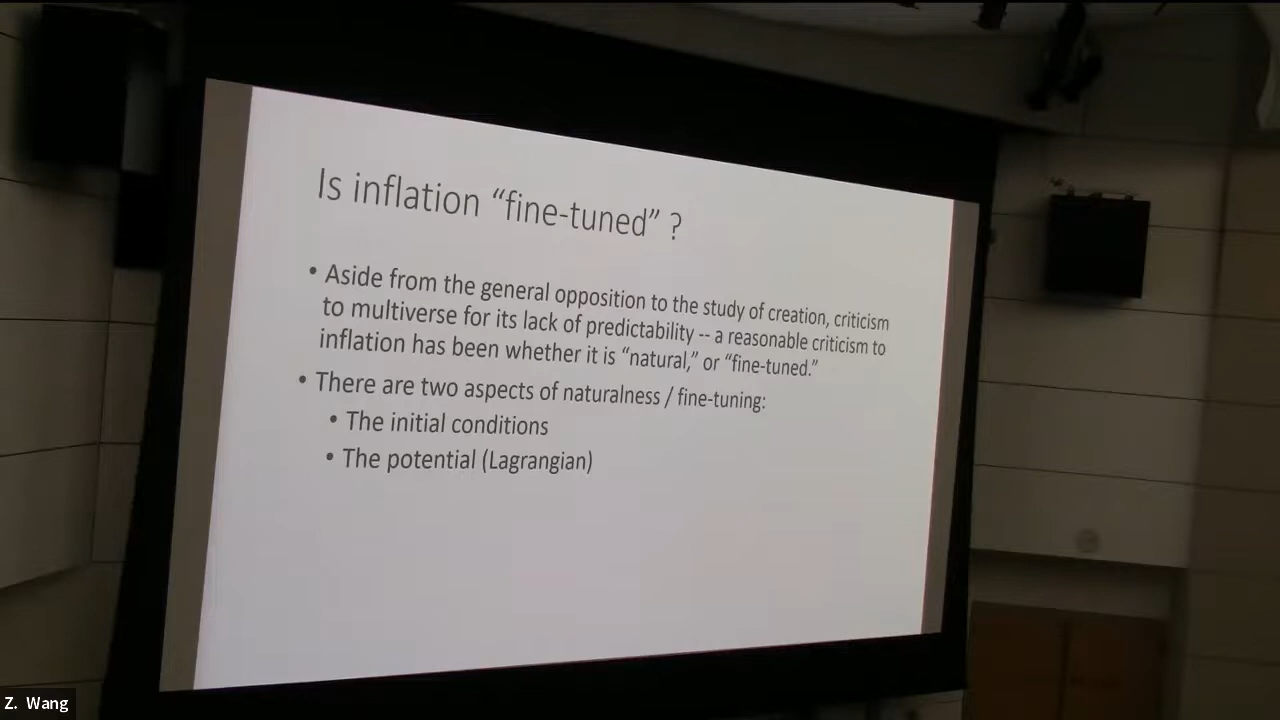 Is inflation “fine-tuned” ?
• Aside from the general opposition to the study of creation, criticism
to multiverse for its lack of predictability -- a reasonable criticism to
inflation has been whether it is “natural,” or “fine-tuned.”
• There are two aspects of naturalness / fine-tuning:
• The initial conditions
• The potential (Lagrangian)
Z. Wang